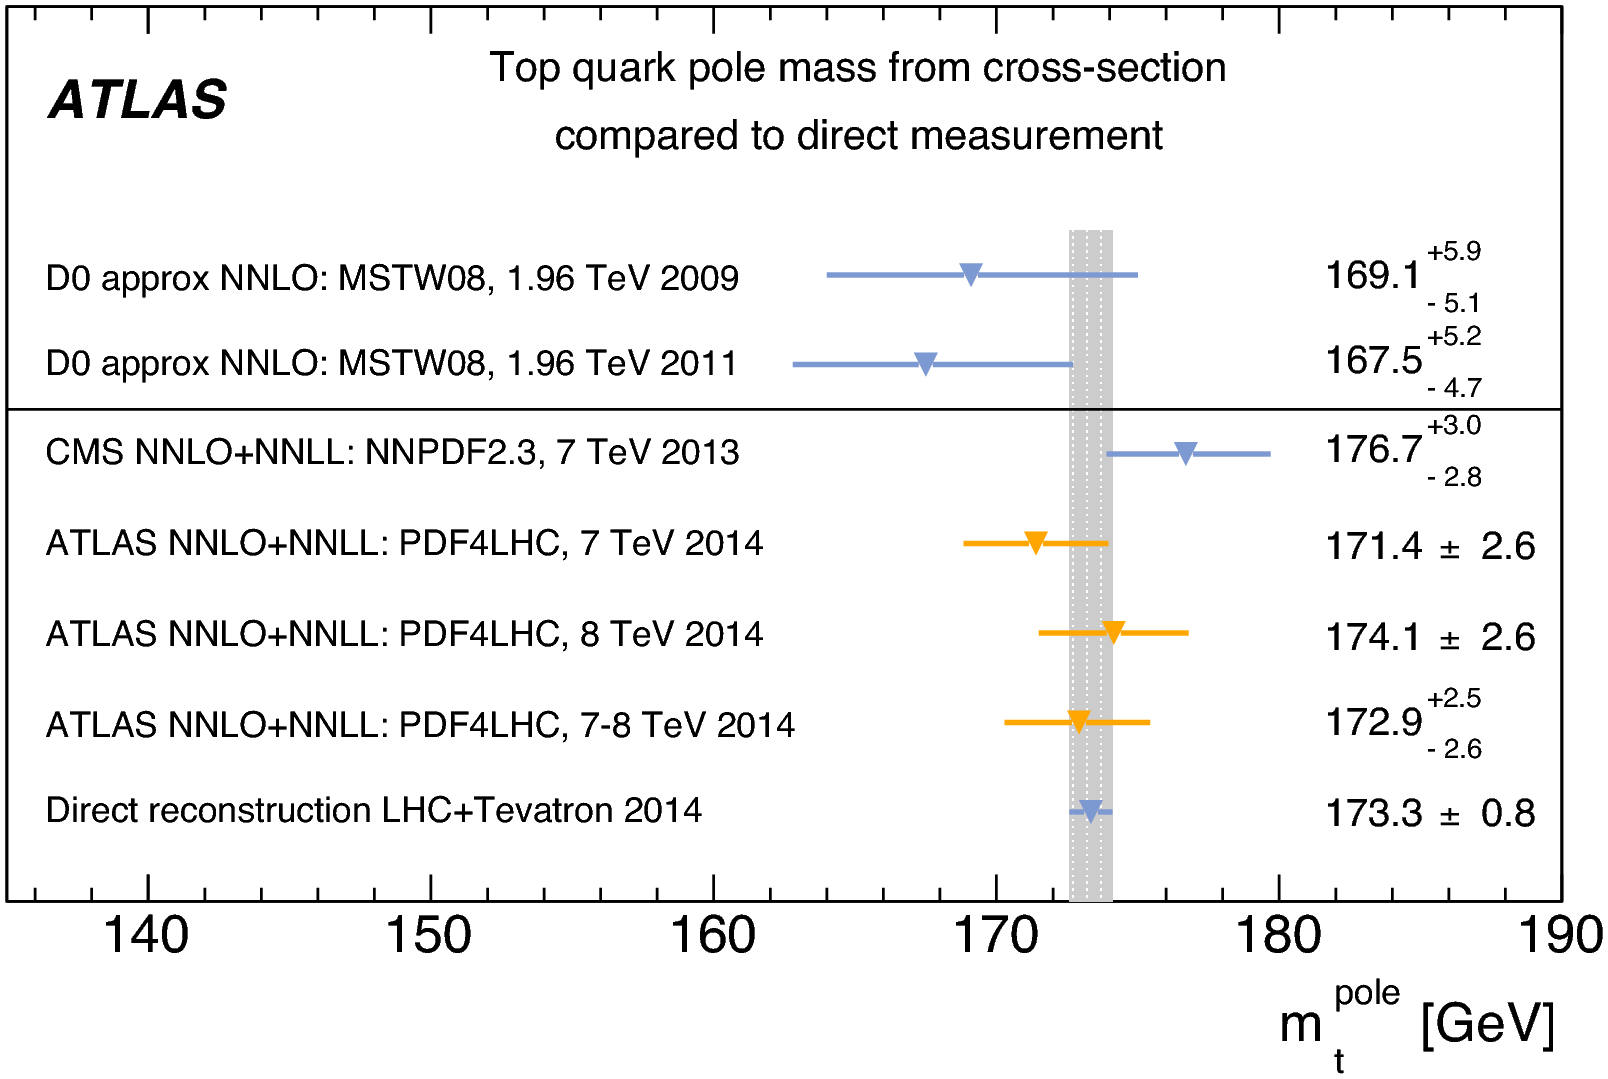 ATLAS
Top quark pole mass from cross-section
compared to direct measurement
D0 approx NNLO: MSTW08, 1.96 TeV 2009 169.1 +5.9 - 5.1
D0 approx NNLO: MSTW08, 1.96 TeV 2011 167.5 +5.2 - 4.7
CMS NNLO+NNLL: NNPDF2.3, 7 TeV 2013 176.7 +3.0 - 2.8
ATLAS NNLO+NNLL: PDF4LHC, 7 TeV 2014 171.4 ± 2.6
ATLAS NNLO+NNLL: PDF4LHC, 8 TeV 2014 174.1 ± 2.6
ATLAS NNLO+NNLL: PDF4LHC, 7-8 TeV 2014 172.9 +2.5 - 2.6
Direct reconstruction LHC+Tevatron 2014 173.3 ± 0.8
140 150 160 170 180 190
m t pole [GeV]